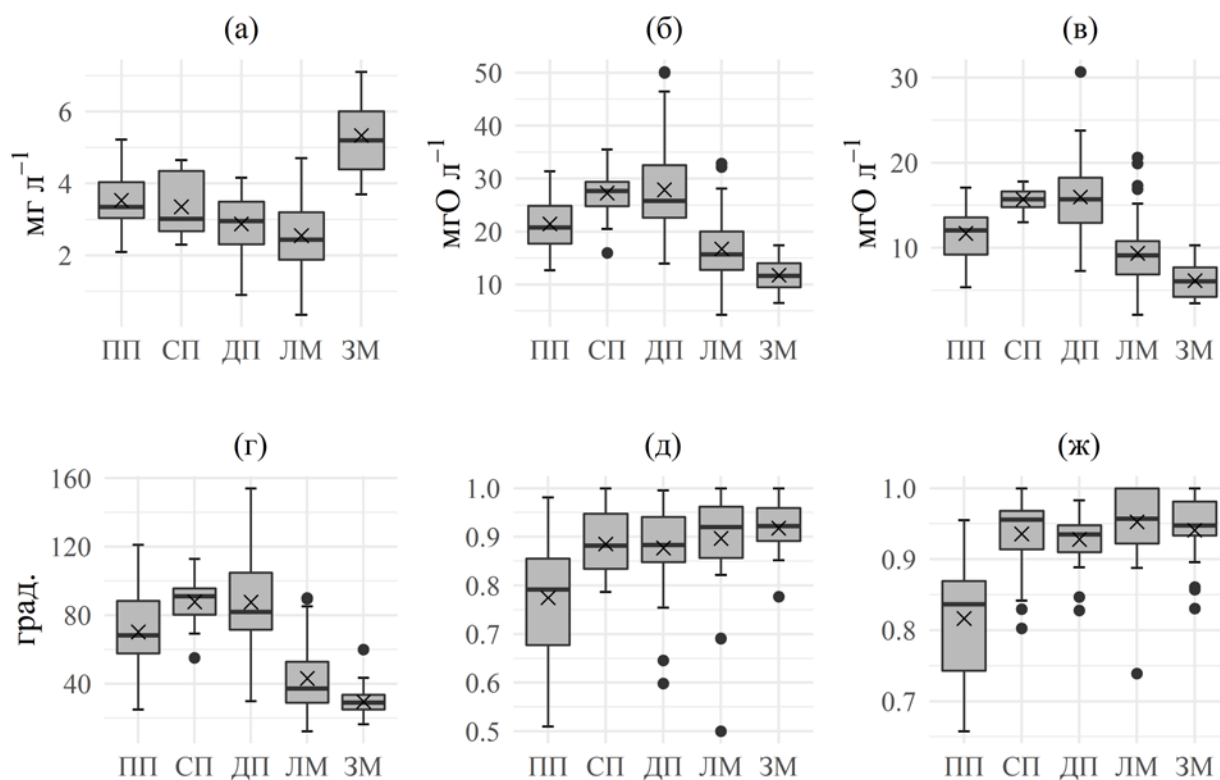 (а) (б) (в)
мг л⁻¹
6
4
2
ПП СП ДП ЛМ ЗМ
мгО л⁻¹
50
40
30
20
10
ПП СП ДП ЛМ ЗМ
мгО л⁻¹
30
20
10
ПП СП ДП ЛМ ЗМ
(г) (д) (ж)
град.
160
120
80
40
ПП СП ДП ЛМ ЗМ
1.0
0.9
0.8
0.7
0.6
0.5
ПП СП ДП ЛМ ЗМ
1.0
0.9
0.8
0.7
ПП СП ДП ЛМ ЗМ